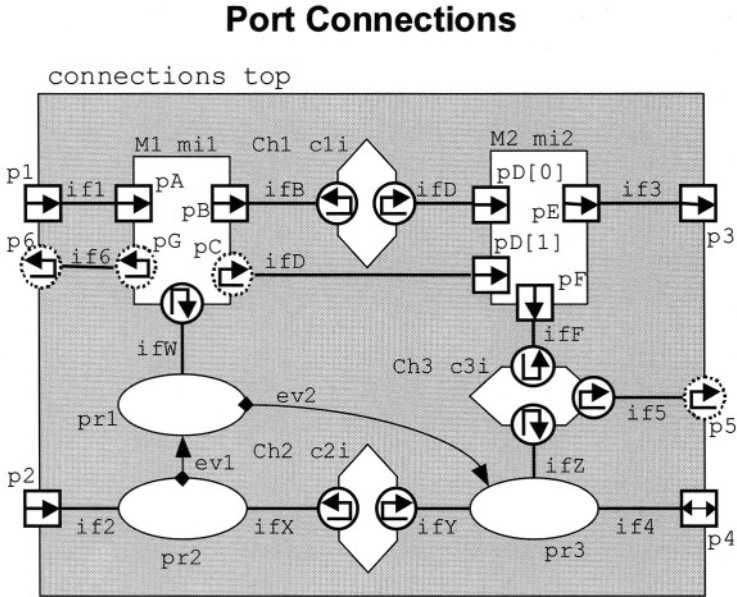 Port Connections
connections top
M1 mi1
Ch1 c1i
M2 mi2
p1
if1
pA
pB
ifB
ifD
pD[0]
pE
if3
p3
p6
if6
pG
pC
ifD
pD[1]
pF
ifW
ifF
Ch3 c3i
pr1
ev2
if5
p5
ev1
Ch2 c2i
ifZ
p2
if2
pr2
ifX
ifY
pr3
if4
p4